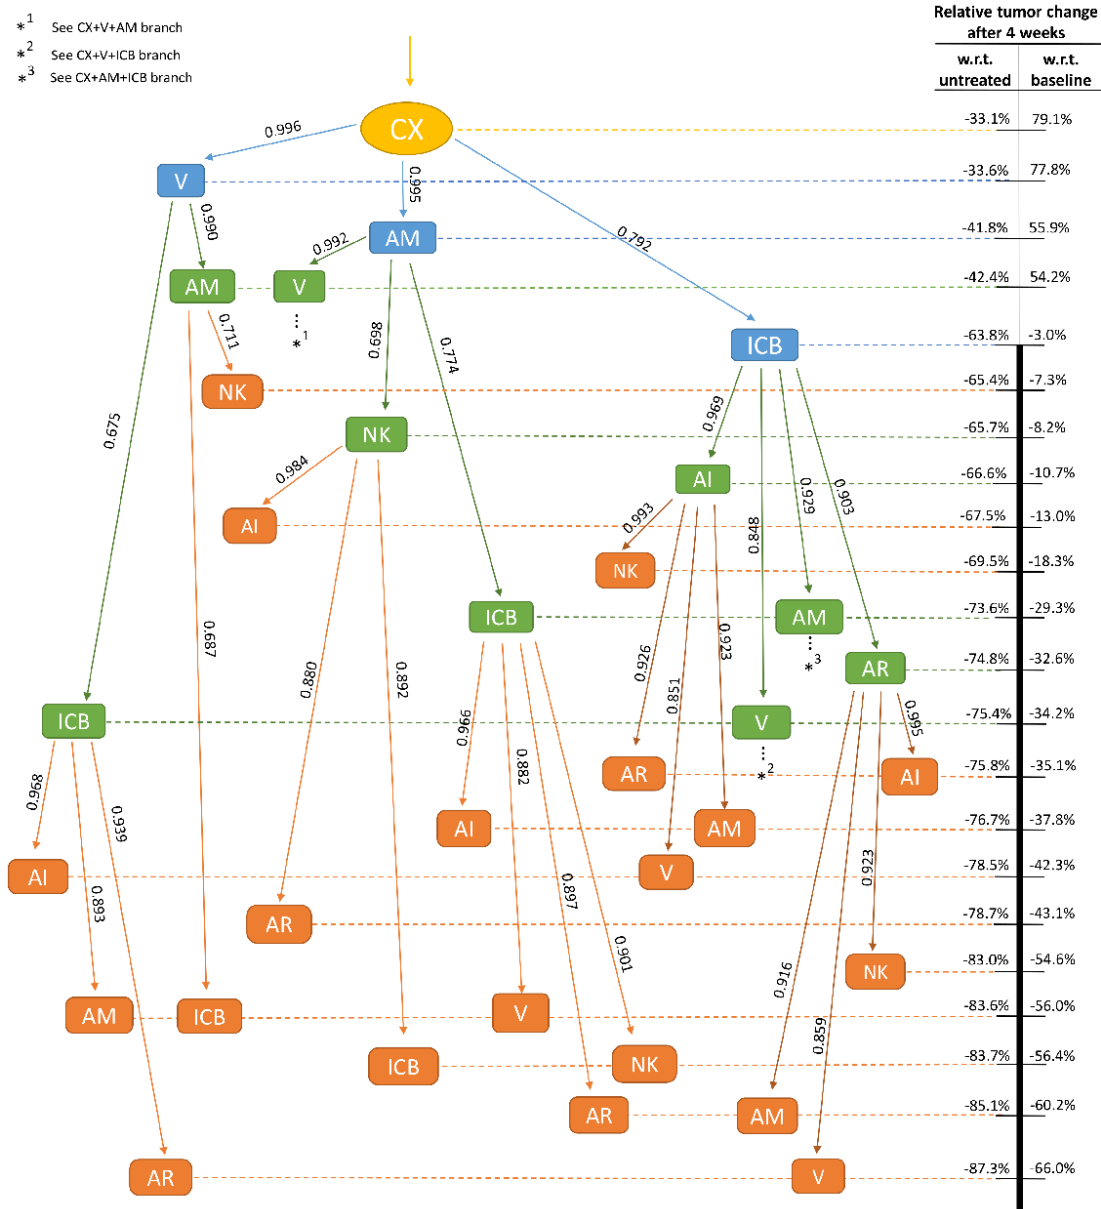 *1 See CX+V+AM branch
*2 See CX+V+ICB branch
*3 See CX+AM+ICB branch
Relative tumor change
after 4 weeks
w.r.t. untreated
w.r.t. baseline
CX
-33.1% 79.1%
0.996
0.995
0.792
V
-33.6% 77.8%
0.990
0.675
AM
-41.8% 55.9%
0.992
0.698
0.774
AM
V
-42.4% 54.2%
⋮
*1
0.711
0.687
ICB
-63.8% -3.0%
0.969
0.848
0.929
0.903
NK
-65.4% -7.3%
NK
-65.7% -8.2%
0.984
0.880
0.892
AI
-66.6% -10.7%
0.993
0.926
0.851
0.923
AI
-67.5% -13.0%
NK
-69.5% -18.3%
ICB
AM
-73.6% -29.3%
⋮
*3
0.966
0.882
0.897
0.901
AR
-74.8% -32.6%
0.916
0.859
0.923
0.995
ICB
V
-75.4% -34.2%
⋮
*2
0.968
0.893
0.939
AR
AI
-75.8% -35.1%
AI
AM
-76.7% -37.8%
AI
V
-78.5% -42.3%
AR
-78.7% -43.1%
NK
-83.0% -54.6%
AM
ICB
V
-83.6% -56.0%
ICB
NK
-83.7% -56.4%
AR
AM
-85.1% -60.2%
AR
V
-87.3% -66.0%